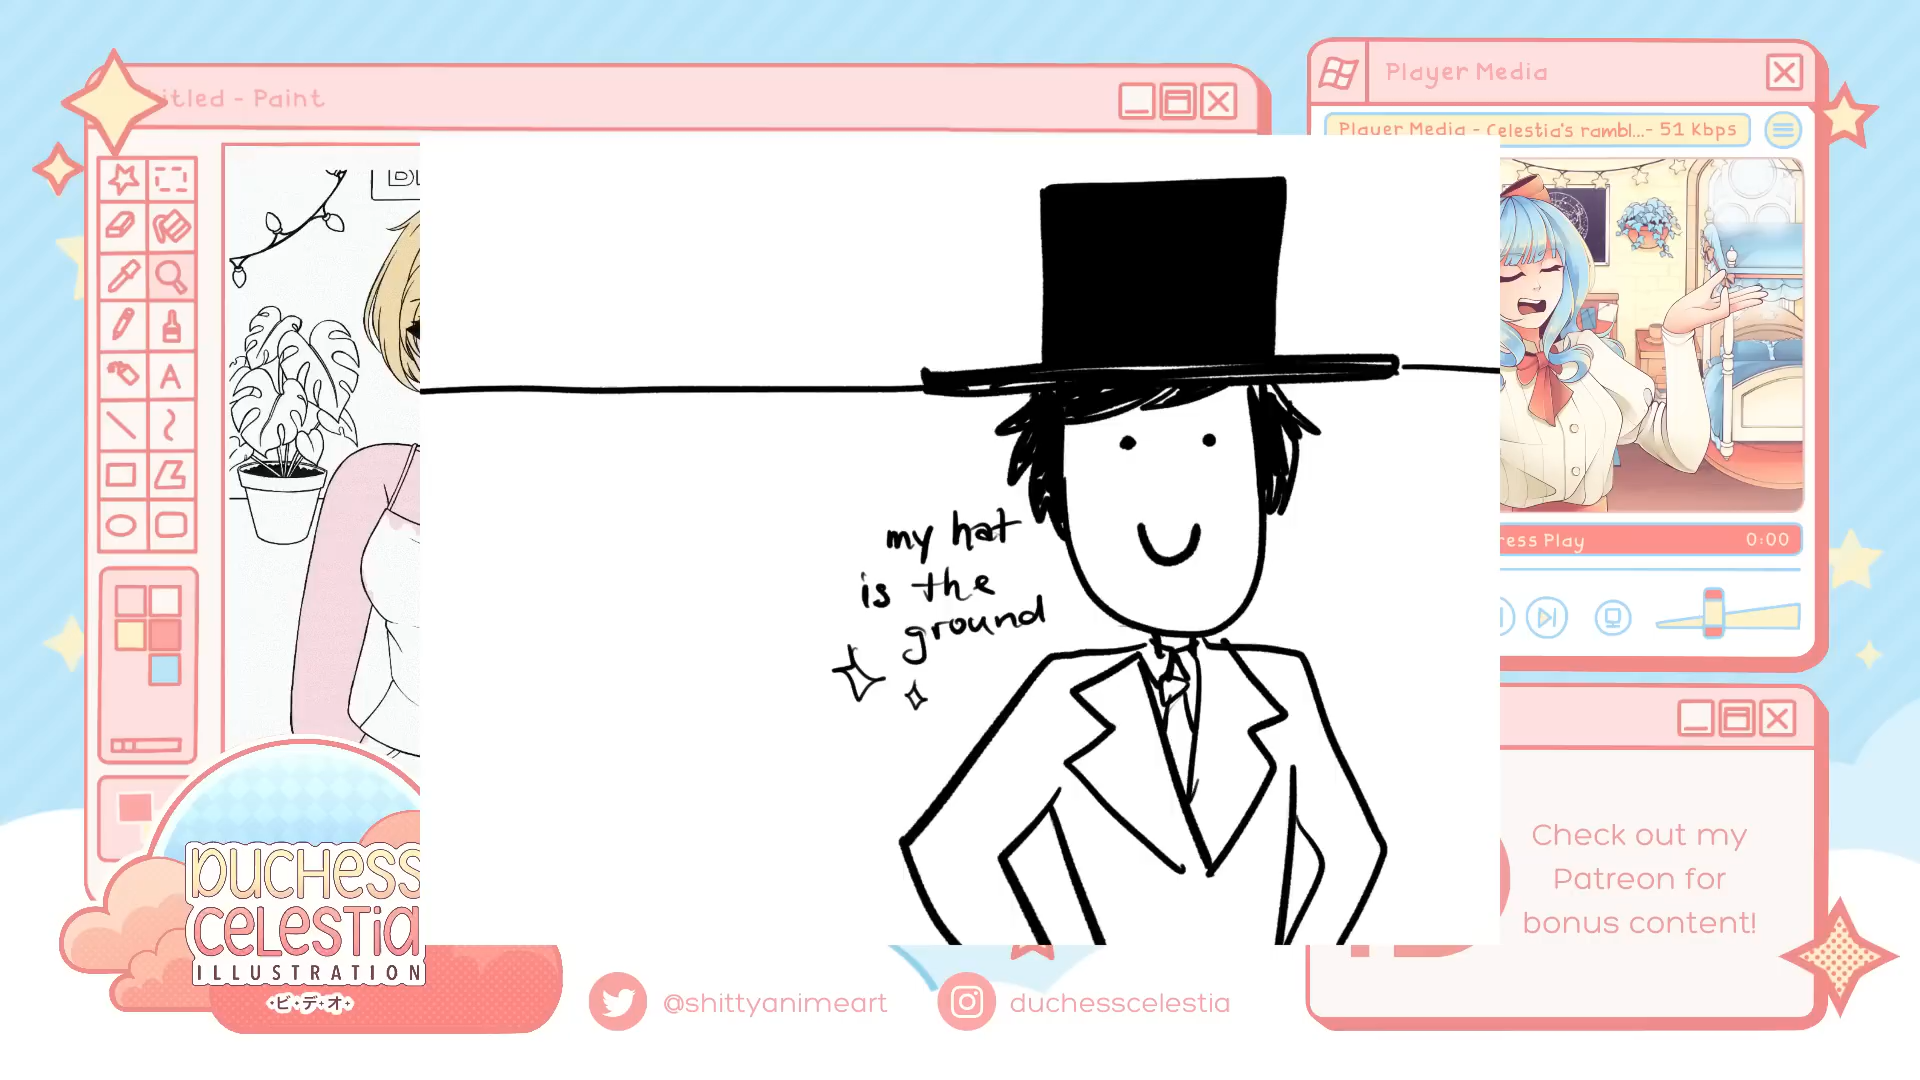 titled - Paint
Player Media
Player Media - Celestia's rambl...- 51 Kbps
A
my hat
is the
ground
ress Play
0:00
Check out my
Patreon for
bonus content!
DUCHESS
CELESTIA
ILLUSTRATION
・ビ・デ・オ・
@shittyanimeart
duchesscelestia